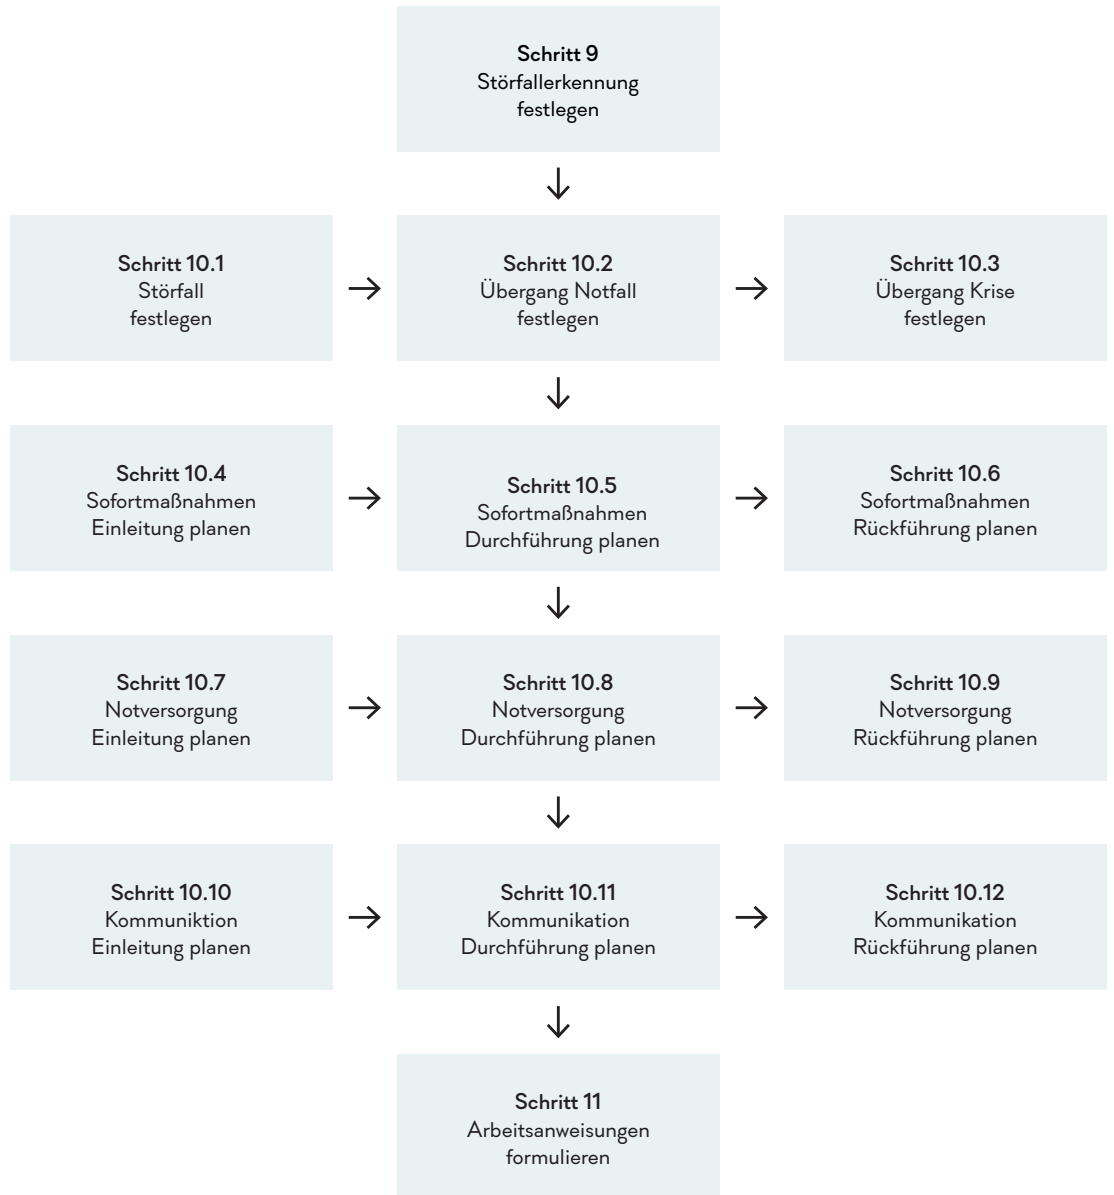 Schritt 9
Störfallerkennung
festlegen
Schritt 10.1
Störfall
festlegen
Schritt 10.2
Übergang Notfall
festlegen
Schritt 10.3
Übergang Krise
festlegen
Schritt 10.4
Sofortmaßnahmen
Einleitung planen
Schritt 10.5
Sofortmaßnahmen
Durchführung planen
Schritt 10.6
Sofortmaßnahmen
Rückführung planen
Schritt 10.7
Notversorgung
Einleitung planen
Schritt 10.8
Notversorgung
Durchführung planen
Schritt 10.9
Notversorgung
Rückführung planen
Schritt 10.10
Kommuniktion
Einleitung planen
Schritt 10.11
Kommunikation
Durchführung planen
Schritt 10.12
Kommunikation
Rückführung planen
Schritt 11
Arbeitsanweisungen
formulieren